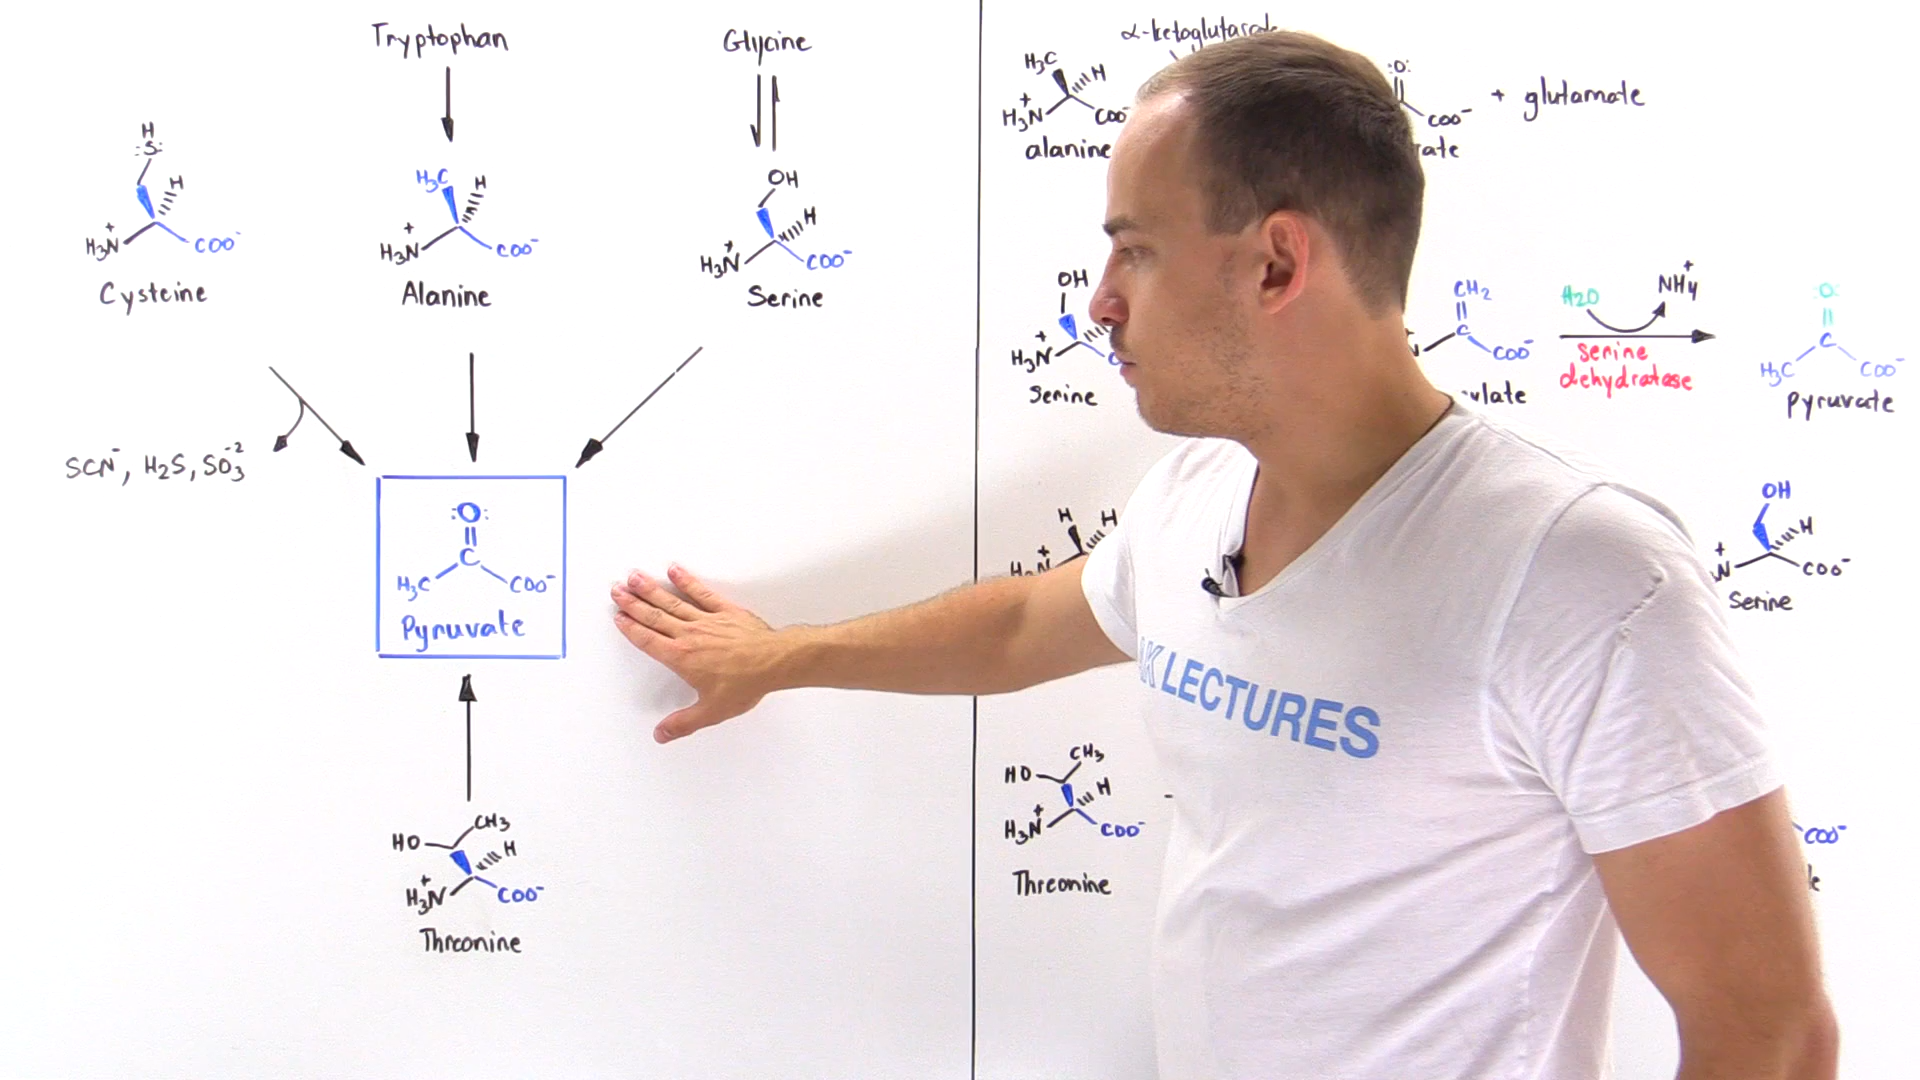 Tryptophan
Glycine
H
:S:
H
H₃N⁺
COO⁻
Cysteine
H₃C
H
H₃N⁺
COO⁻
Alanine
OH
H
H₃N⁺
COO⁻
Serine
SCN⁻, H₂S, SO₃⁻²
:O:
C
H₃C
COO⁻
Pyruvate
HO
CH₃
H
H₃N⁺
COO⁻
Threonine
H₃C
H
H₃N⁺
COO⁻
alanine
:O:
COO⁻
+ glutamate
OH
H₃N⁺
Serine
CH₂
C
COO⁻
H₂O
NH₄⁺
serine
dehydratase
:O:
C
H₃C
COO⁻
Pyruvate
H
H
OH
H
COO⁻
Serine
HO
CH₃
H
H₃N⁺
COO⁻
Threonine
COO⁻
LECTURES